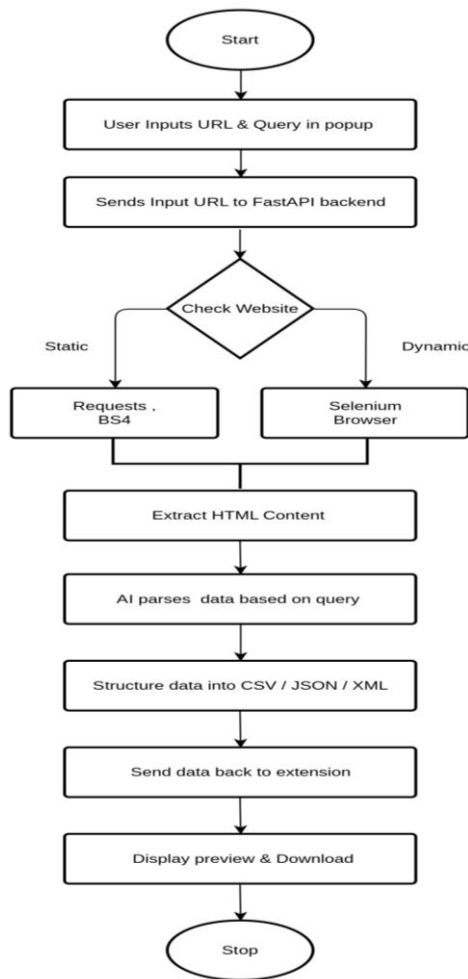 Start
User Inputs URL & Query in popup
Sends Input URL to FastAPI backend
Check Website
Static
Dynamic
Requests ,
BS4
Selenium
Browser
Extract HTML Content
AI parses data based on query
Structure data into CSV / JSON / XML
Send data back to extension
Display preview & Download
Stop